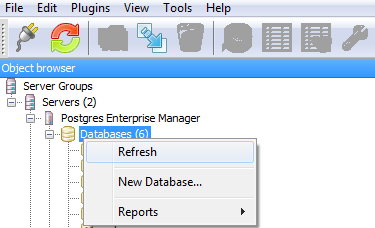 File Edit Plugins View Tools Help
Object browser
Server Groups
Servers (2)
Postgres Enterprise Manager
Databases (6)
Refresh
New Database...
Reports